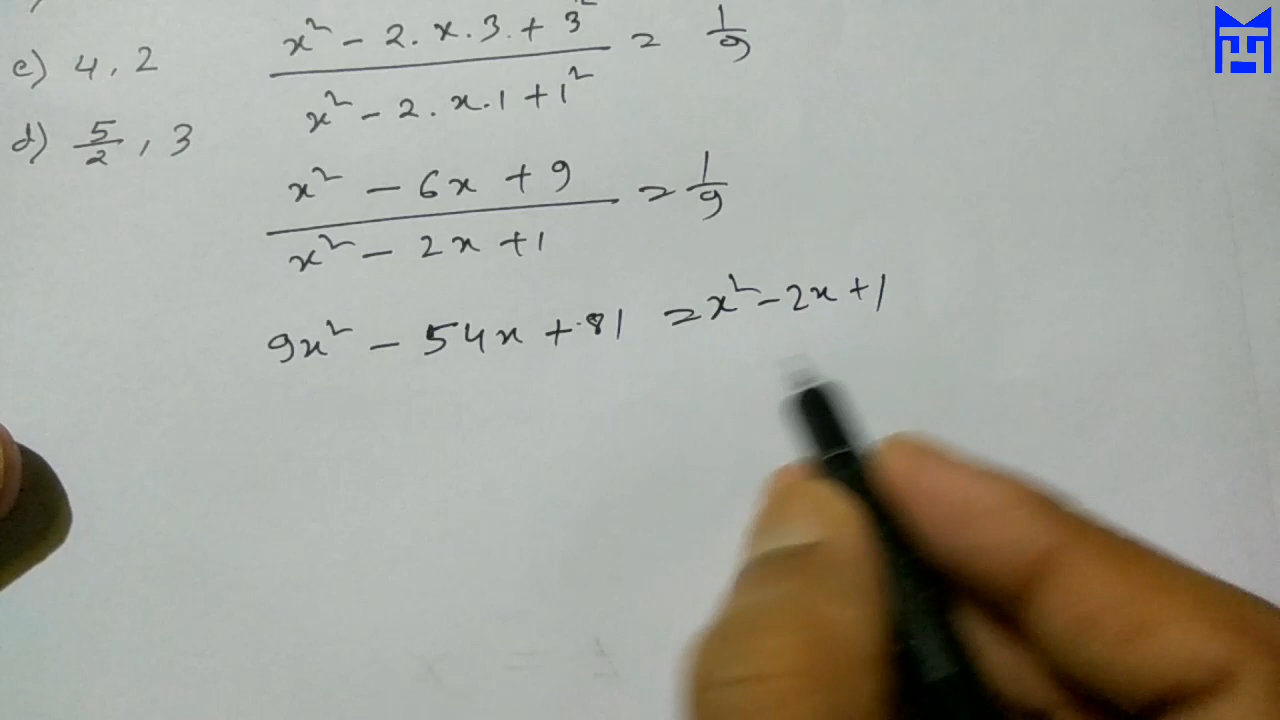 c) 4, 2
d) 5/2, 3
(x² - 2.x.3 + 3²)/(x² - 2.x.1 + 1²) = 1/9
(x² - 6x + 9)/(x² - 2x + 1) = 1/9
9x² - 54x + 81 = x² - 2x + 1